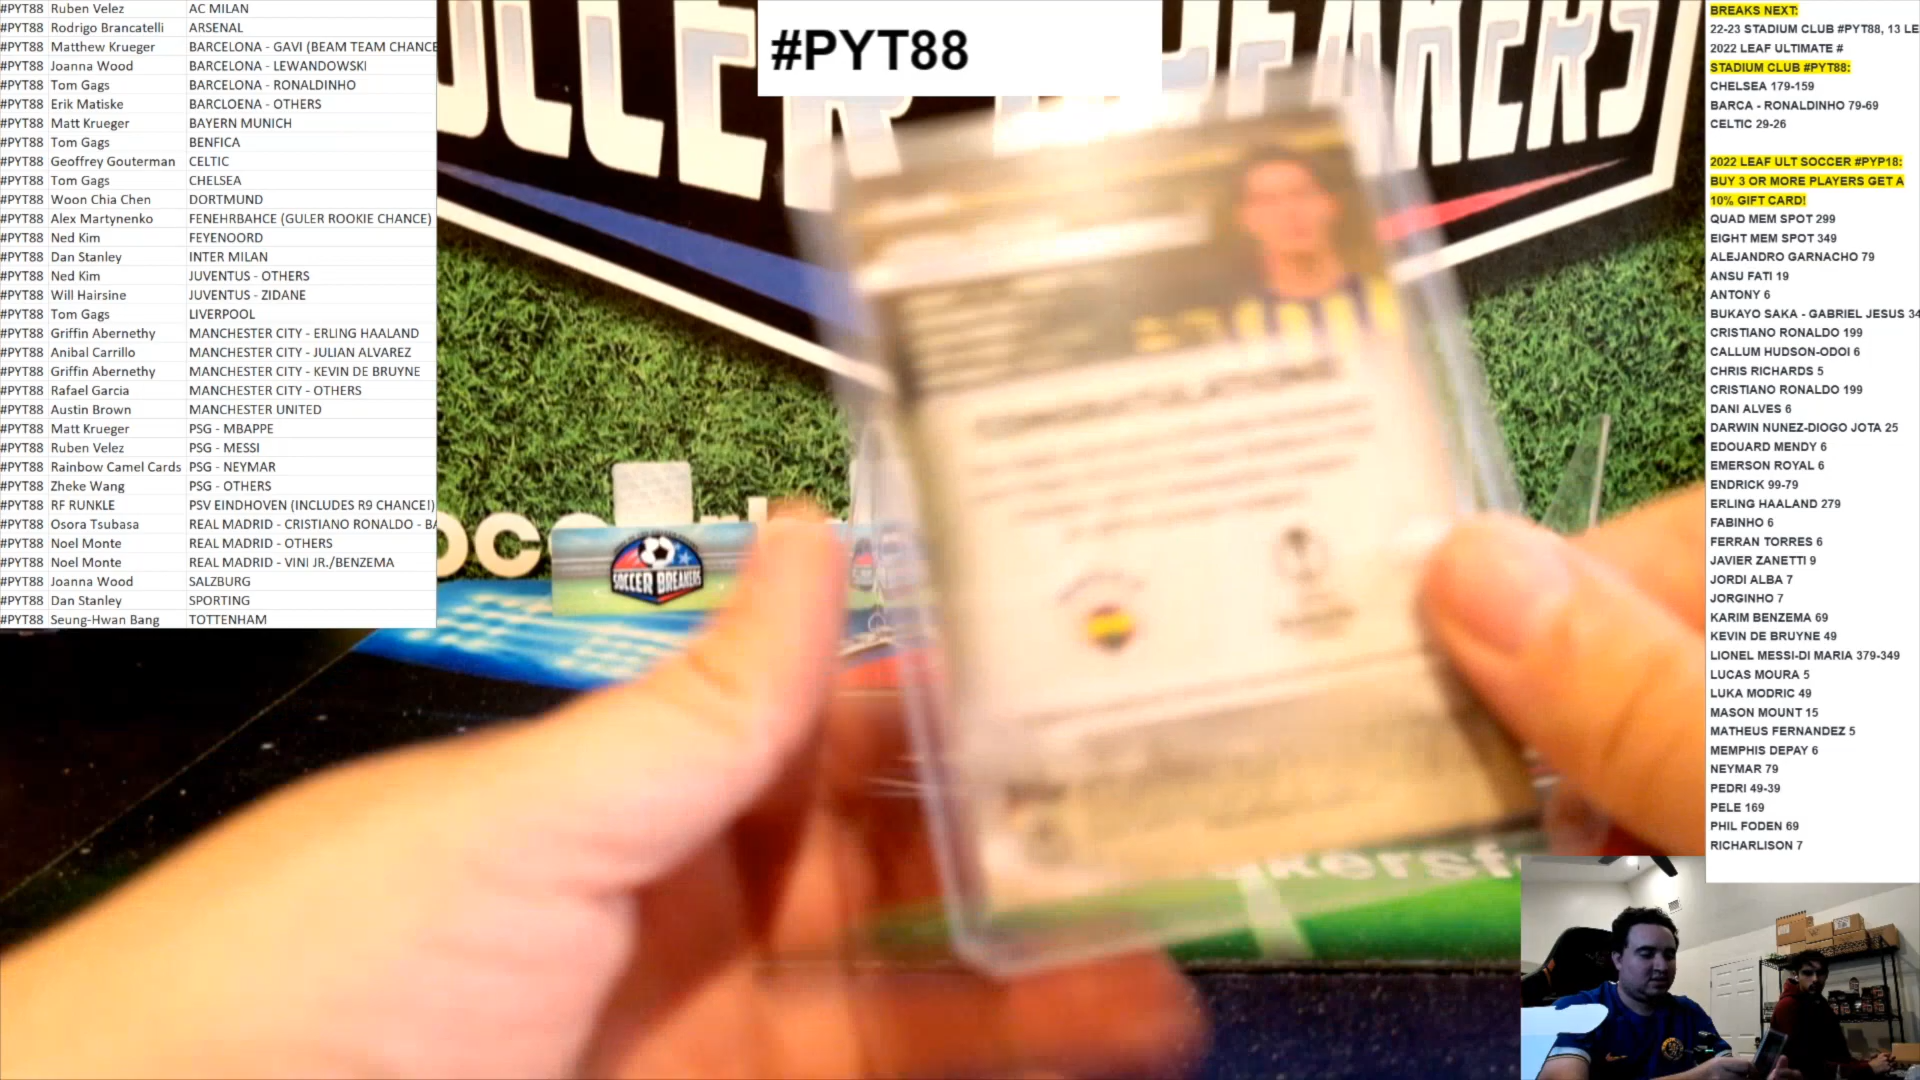 #PYT88 Ruben Velez AC MILAN
#PYT88 Rodrigo Brancatelli ARSENAL
#PYT88 Matthew Krueger BARCELONA - GAVI (BEAM TEAM CHANCE
#PYT88 Joanna Wood BARCELONA - LEWANDOWSKI
#PYT88 Tom Gags BARCELONA - RONALDINHO
#PYT88 Erik Matiske BARCLOENA - OTHERS
#PYT88 Matt Krueger BAYERN MUNICH
#PYT88 Tom Gags BENFICA
#PYT88 Geoffrey Gouterman CELTIC
#PYT88 Tom Gags CHELSEA
#PYT88 Woon Chia Chen DORTMUND
#PYT88 Alex Martynenko FENEHRBAHCE (GULER ROOKIE CHANCE)
#PYT88 Ned Kim FEYENOORD
#PYT88 Dan Stanley INTER MILAN
#PYT88 Ned Kim JUVENTUS - OTHERS
#PYT88 Will Hairsine JUVENTUS - ZIDANE
#PYT88 Tom Gags LIVERPOOL
#PYT88 Griffin Abernethy MANCHESTER CITY - ERLING HAALAND
#PYT88 Anibal Carrillo MANCHESTER CITY - JULIAN ALVAREZ
#PYT88 Griffin Abernethy MANCHESTER CITY - KEVIN DE BRUYNE
#PYT88 Rafael Garcia MANCHESTER CITY - OTHERS
#PYT88 Austin Brown MANCHESTER UNITED
#PYT88 Matt Krueger PSG - MBAPPE
#PYT88 Ruben Velez PSG - MESSI
#PYT88 Rainbow Camel Cards PSG - NEYMAR
#PYT88 Zheke Wang PSG - OTHERS
#PYT88 RF RUNKLE PSV EINDHOVEN (INCLUDES R9 CHANCE!)
#PYT88 Osora Tsubasa REAL MADRID - CRISTIANO RONALDO - BA
#PYT88 Noel Monte REAL MADRID - OTHERS
#PYT88 Noel Monte REAL MADRID - VINI JR./BENZEMA
#PYT88 Joanna Wood SALZBURG
#PYT88 Dan Stanley SPORTING
#PYT88 Seung-Hwan Bang TOTTENHAM
#PYT88
SOCCER BREAKERS
BREAKS NEXT:
22-23 STADIUM CLUB #PYT88, 13 LE
2022 LEAF ULTIMATE #
STADIUM CLUB #PYT88:
CHELSEA 179-159
BARCA - RONALDINHO 79-69
CELTIC 29-26
2022 LEAF ULT SOCCER #PYP18:
BUY 3 OR MORE PLAYERS GET A
10% GIFT CARD!
QUAD MEM SPOT 299
EIGHT MEM SPOT 349
ALEJANDRO GARNACHO 79
ANSU FATI 19
ANTONY 6
BUKAYO SAKA - GABRIEL JESUS 34
CRISTIANO RONALDO 199
CALLUM HUDSON-ODOI 6
CHRIS RICHARDS 5
CRISTIANO RONALDO 199
DANI ALVES 6
DARWIN NUNEZ-DIOGO JOTA 25
EDOUARD MENDY 6
EMERSON ROYAL 6
ENDRICK 99-79
ERLING HAALAND 279
FABINHO 6
FERRAN TORRES 6
JAVIER ZANETTI 9
JORDI ALBA 7
JORGINHO 7
KARIM BENZEMA 69
KEVIN DE BRUYNE 49
LIONEL MESSI-DI MARIA 379-349
LUCAS MOURA 5
LUKA MODRIC 49
MASON MOUNT 15
MATHEUS FERNANDEZ 5
MEMPHIS DEPAY 6
NEYMAR 79
PEDRI 49-39
PELE 169
PHIL FODEN 69
RICHARLISON 7